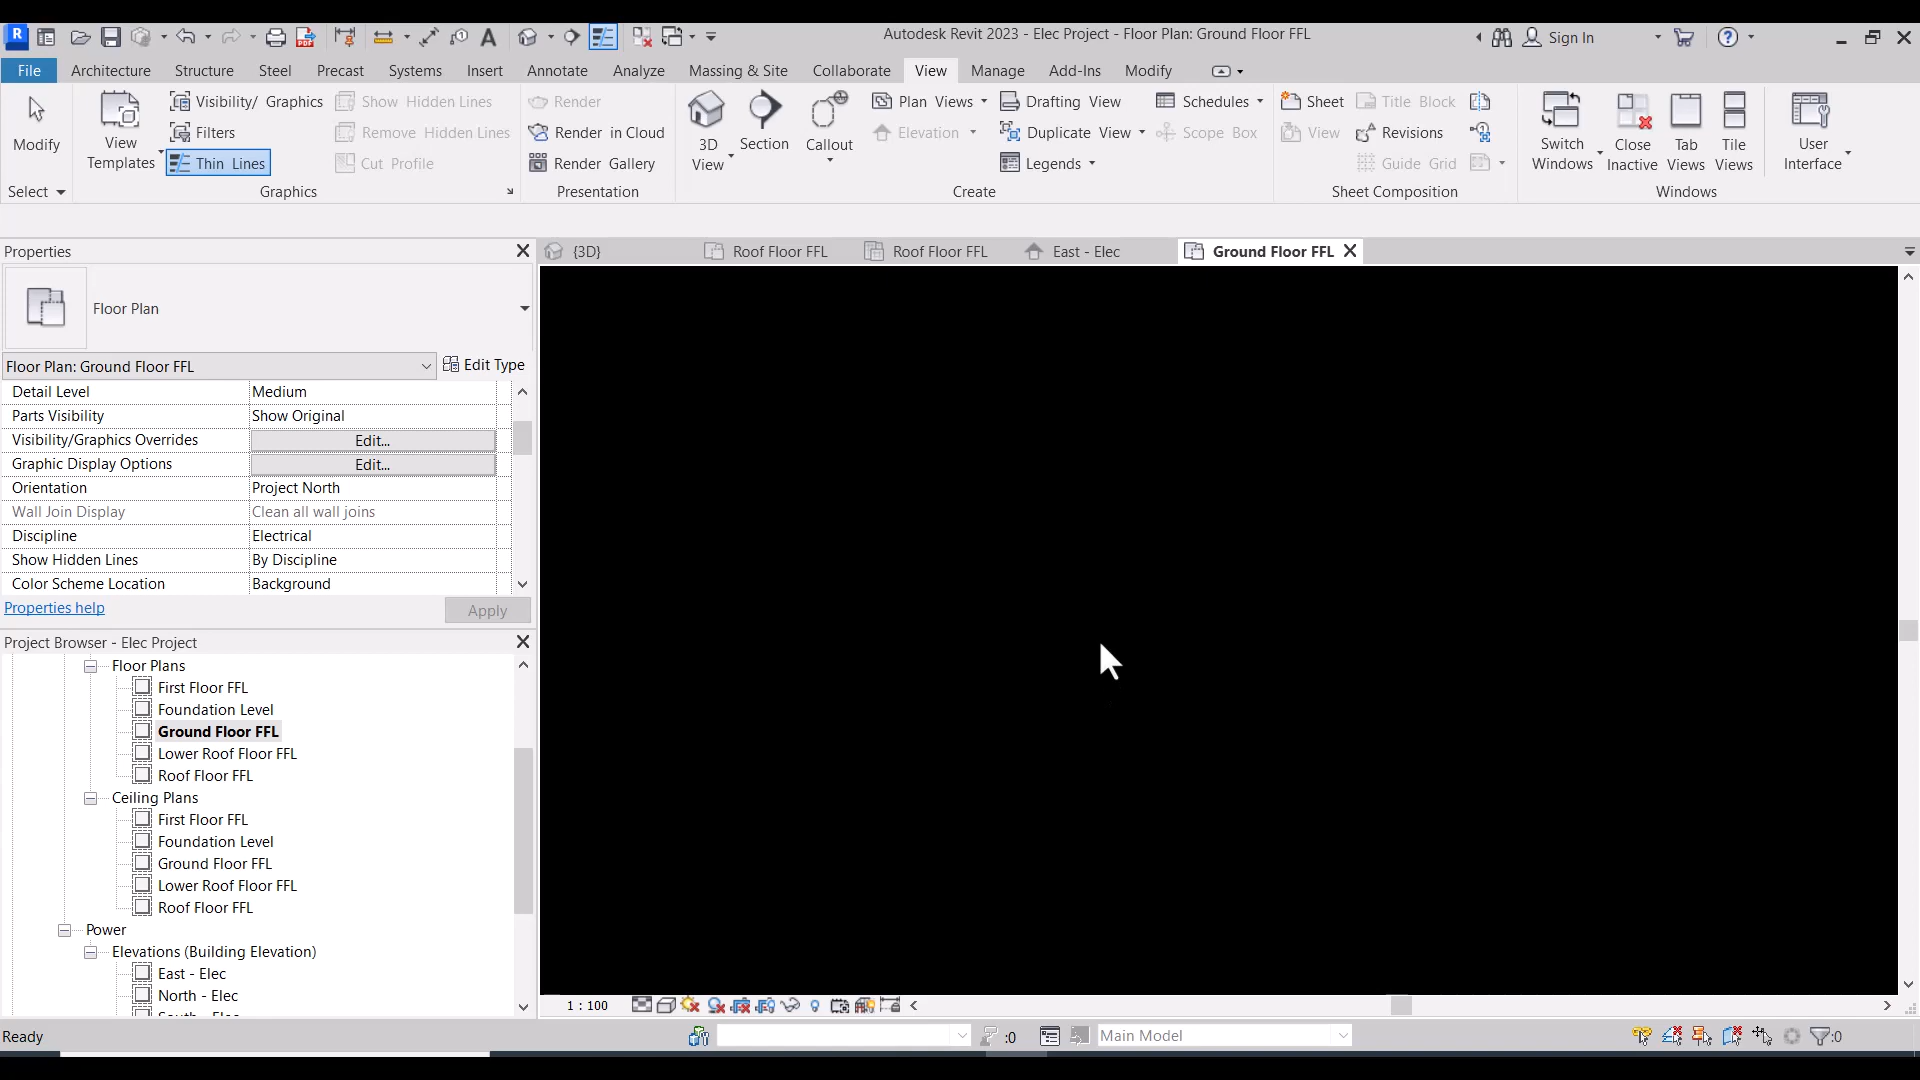 Autodesk Revit 2023 - Elec Project - Floor Plan: Ground Floor FFL
Sign In
File Architecture Structure Steel Precast Systems Insert Annotate Analyze Massing & Site Collaborate View Manage Add-Ins Modify
Modify
Select
View Templates
Visibility/ Graphics
Filters
Thin Lines
Show Hidden Lines
Remove Hidden Lines
Cut Profile
Graphics
Render
Render in Cloud
Render Gallery
Presentation
3D View
Section
Callout
Plan Views
Elevation
Drafting View
Duplicate View
Legends
Schedules
Scope Box
Create
Sheet
View
Title Block
Revisions
Guide Grid
Sheet Composition
Switch Windows
Close Inactive
Tab Views
Tile Views
Windows
User Interface
Properties
{3D}
Roof Floor FFL
Roof Floor FFL
East - Elec
Ground Floor FFL
Floor Plan
Floor Plan: Ground Floor FFL
Edit Type
Detail Level Medium
Parts Visibility Show Original
Visibility/Graphics Overrides Edit...
Graphic Display Options Edit...
Orientation Project North
Wall Join Display Clean all wall joins
Discipline Electrical
Show Hidden Lines By Discipline
Color Scheme Location Background
Properties help
Apply
Project Browser - Elec Project
Floor Plans
First Floor FFL
Foundation Level
Ground Floor FFL
Lower Roof Floor FFL
Roof Floor FFL
Ceiling Plans
First Floor FFL
Foundation Level
Ground Floor FFL
Lower Roof Floor FFL
Roof Floor FFL
Power
Elevations (Building Elevation)
East - Elec
North - Elec
1 : 100
Ready
:0
Main Model
:0